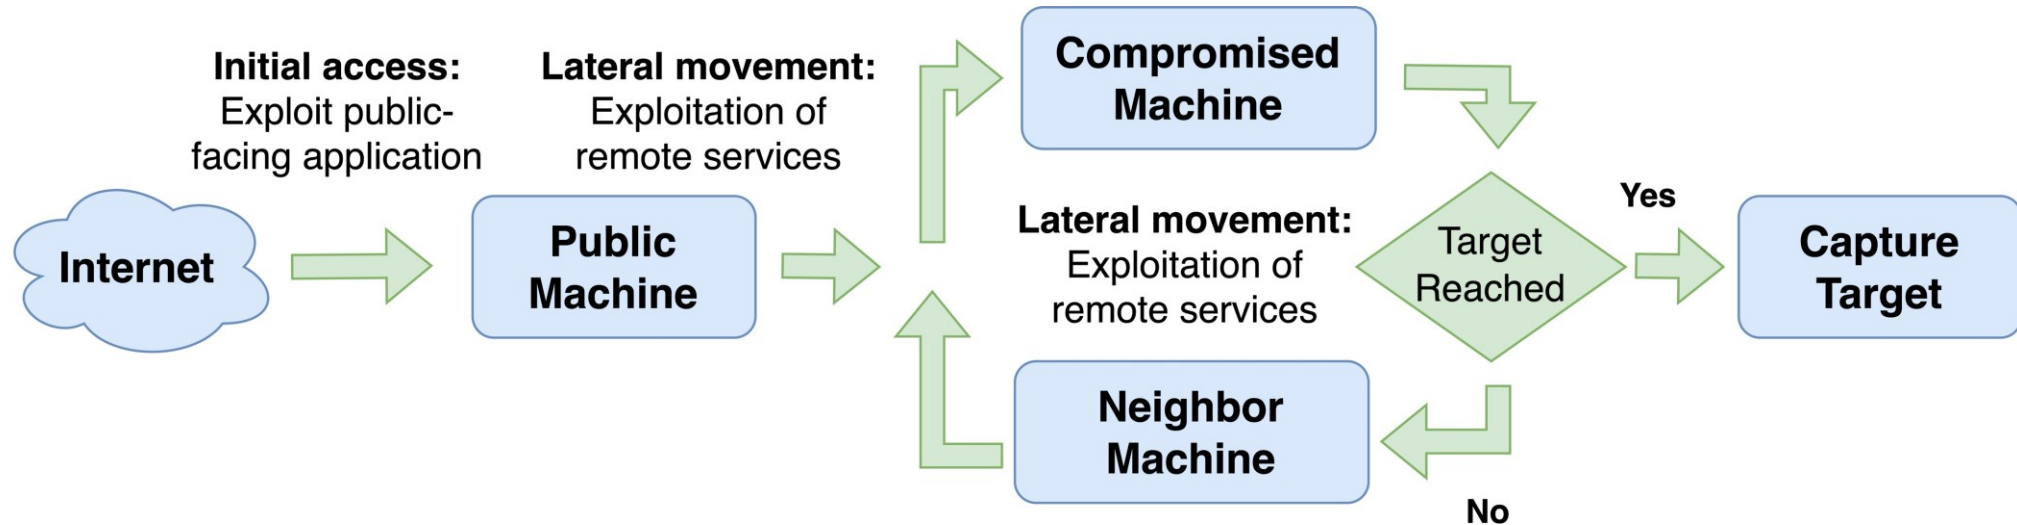 Initial access:
Exploit public-
facing application
Internet
Public
Machine
Lateral movement:
Exploitation of
remote services
Compromised
Machine
Lateral movement:
Exploitation of
remote services
Target
Reached
Yes
Capture
Target
No
Neighbor
Machine